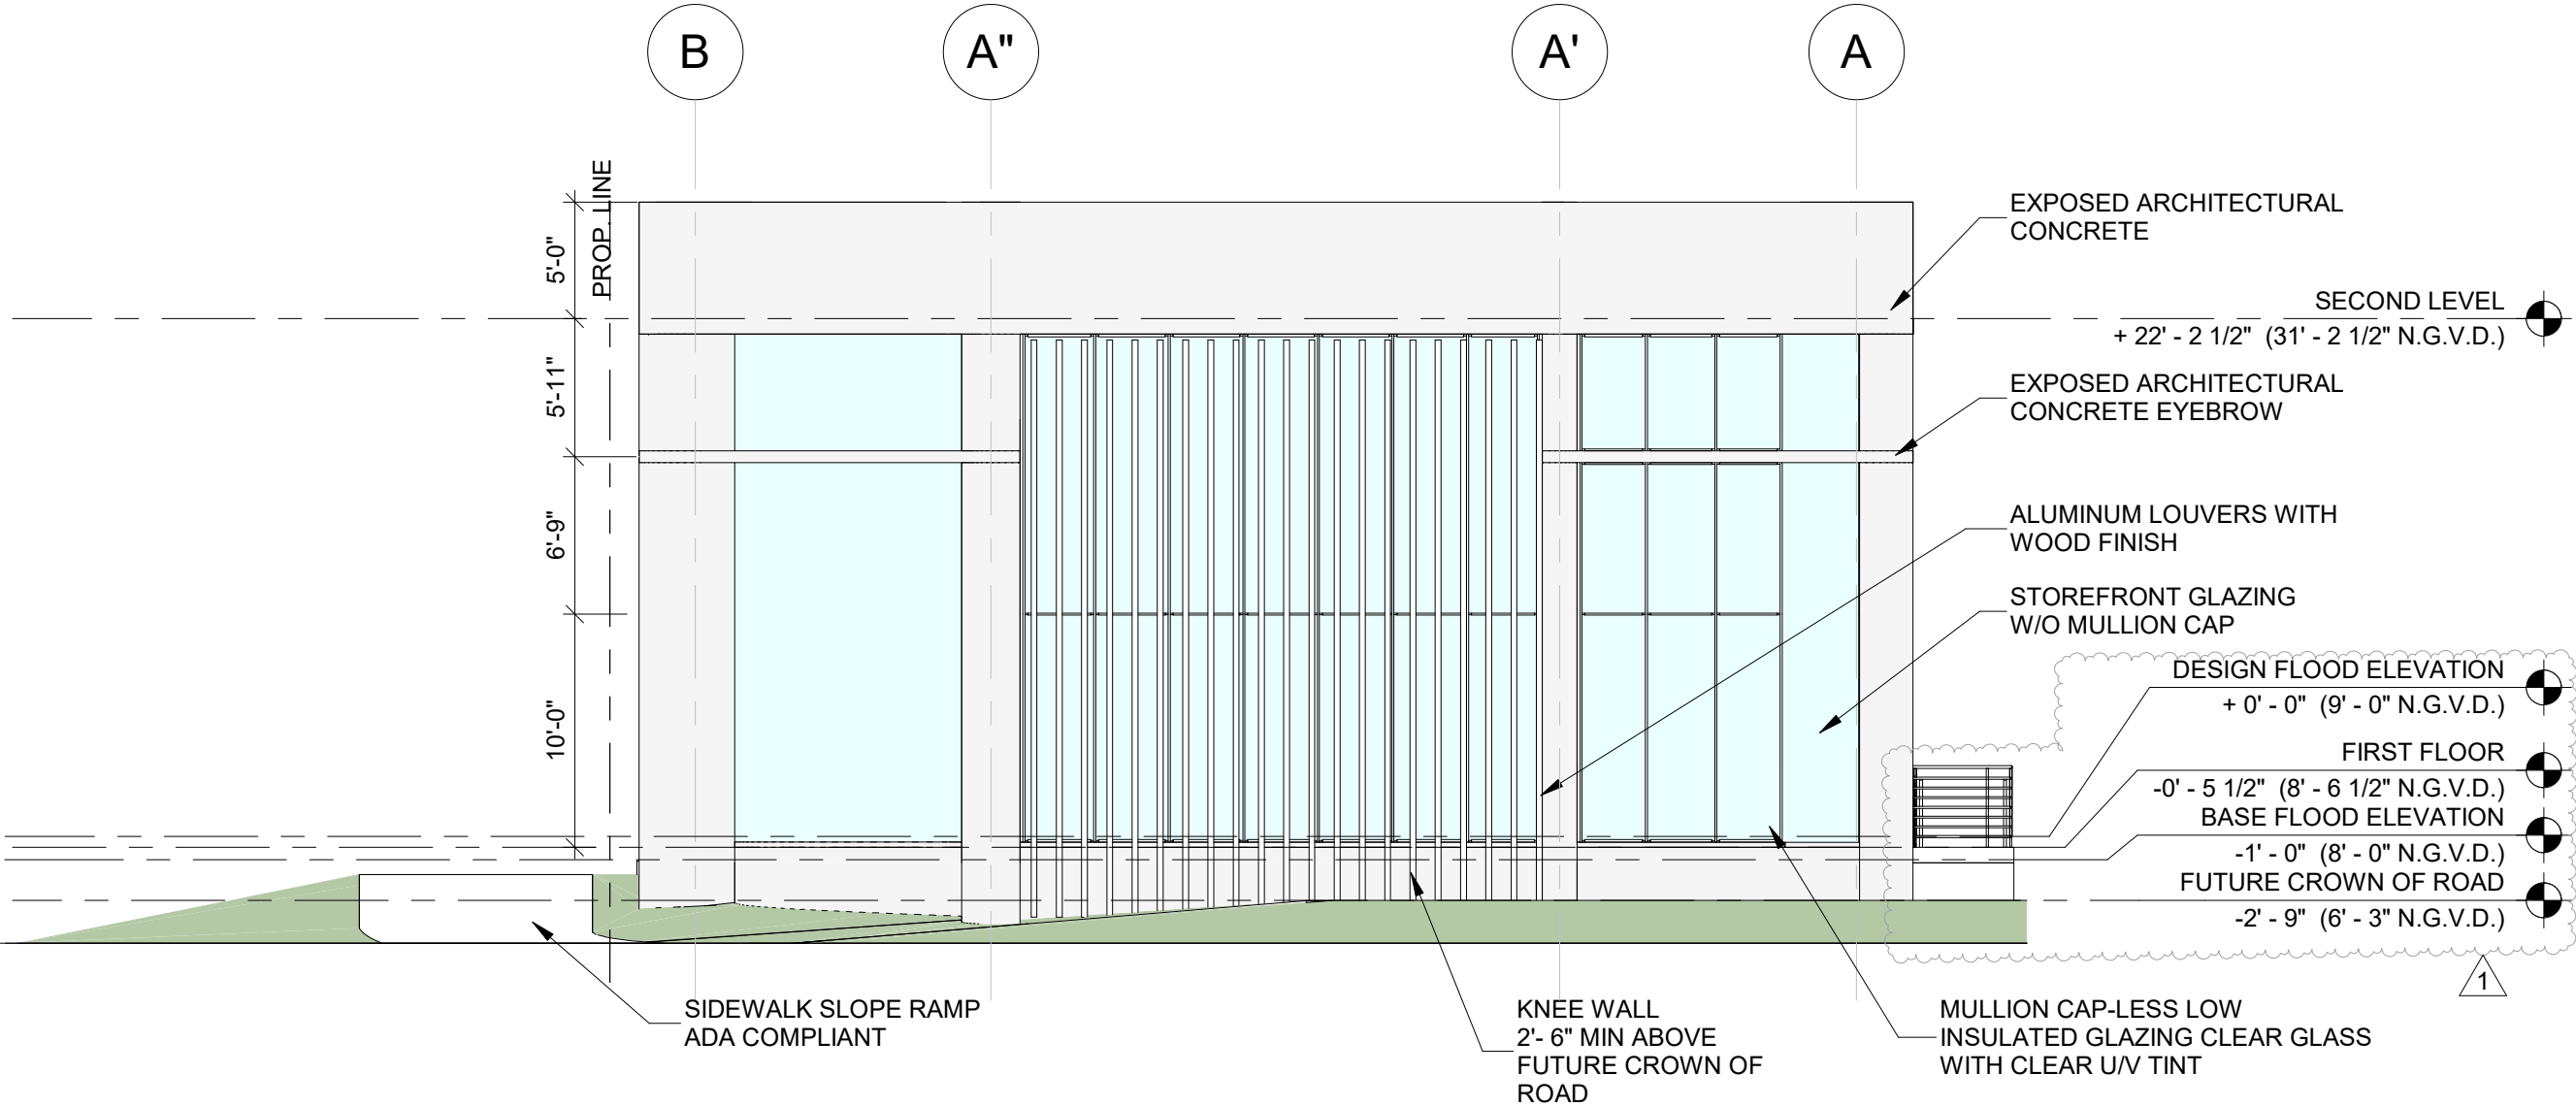 B
A"
A'
A
PROP. LINE
5'-0"
5'-11"
6'-9"
10'-0"
EXPOSED ARCHITECTURAL
CONCRETE
SECOND LEVEL
+ 22' - 2 1/2" (31' - 2 1/2" N.G.V.D.)
EXPOSED ARCHITECTURAL
CONCRETE EYEBROW
ALUMINUM LOUVERS WITH
WOOD FINISH
STOREFRONT GLAZING
W/O MULLION CAP
DESIGN FLOOD ELEVATION
+ 0' - 0" (9' - 0" N.G.V.D.)
FIRST FLOOR
-0' - 5 1/2" (8' - 6 1/2" N.G.V.D.)
BASE FLOOD ELEVATION
-1' - 0" (8' - 0" N.G.V.D.)
FUTURE CROWN OF ROAD
-2' - 9" (6' - 3" N.G.V.D.)
1
SIDEWALK SLOPE RAMP
ADA COMPLIANT
KNEE WALL
2'- 6" MIN ABOVE
FUTURE CROWN OF
ROAD
MULLION CAP-LESS LOW
INSULATED GLAZING CLEAR GLASS
WITH CLEAR U/V TINT